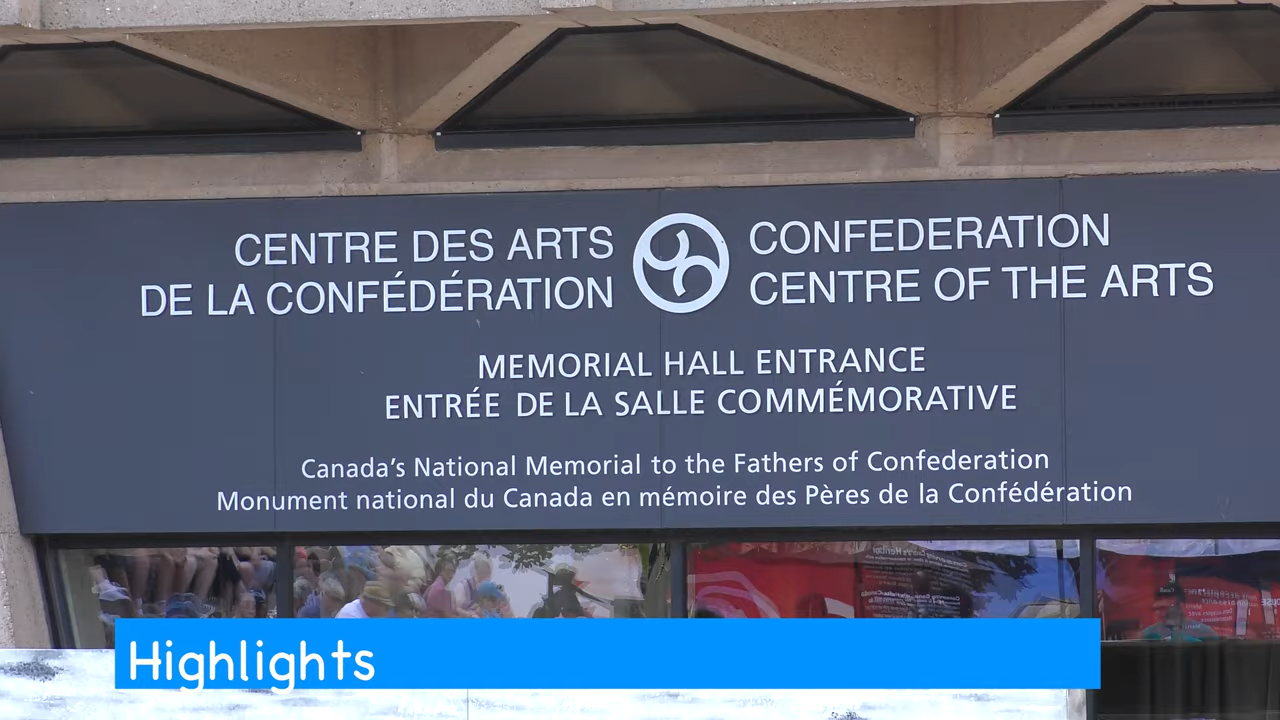 CENTRE DES ARTS
DE LA CONFÉDÉRATION
CONFEDERATION
CENTRE OF THE ARTS
MEMORIAL HALL ENTRANCE
ENTRÉE DE LA SALLE COMMÉMORATIVE
Canada's National Memorial to the Fathers of Confederation
Monument national du Canada en mémoire des Pères de la Confédération
Highlights